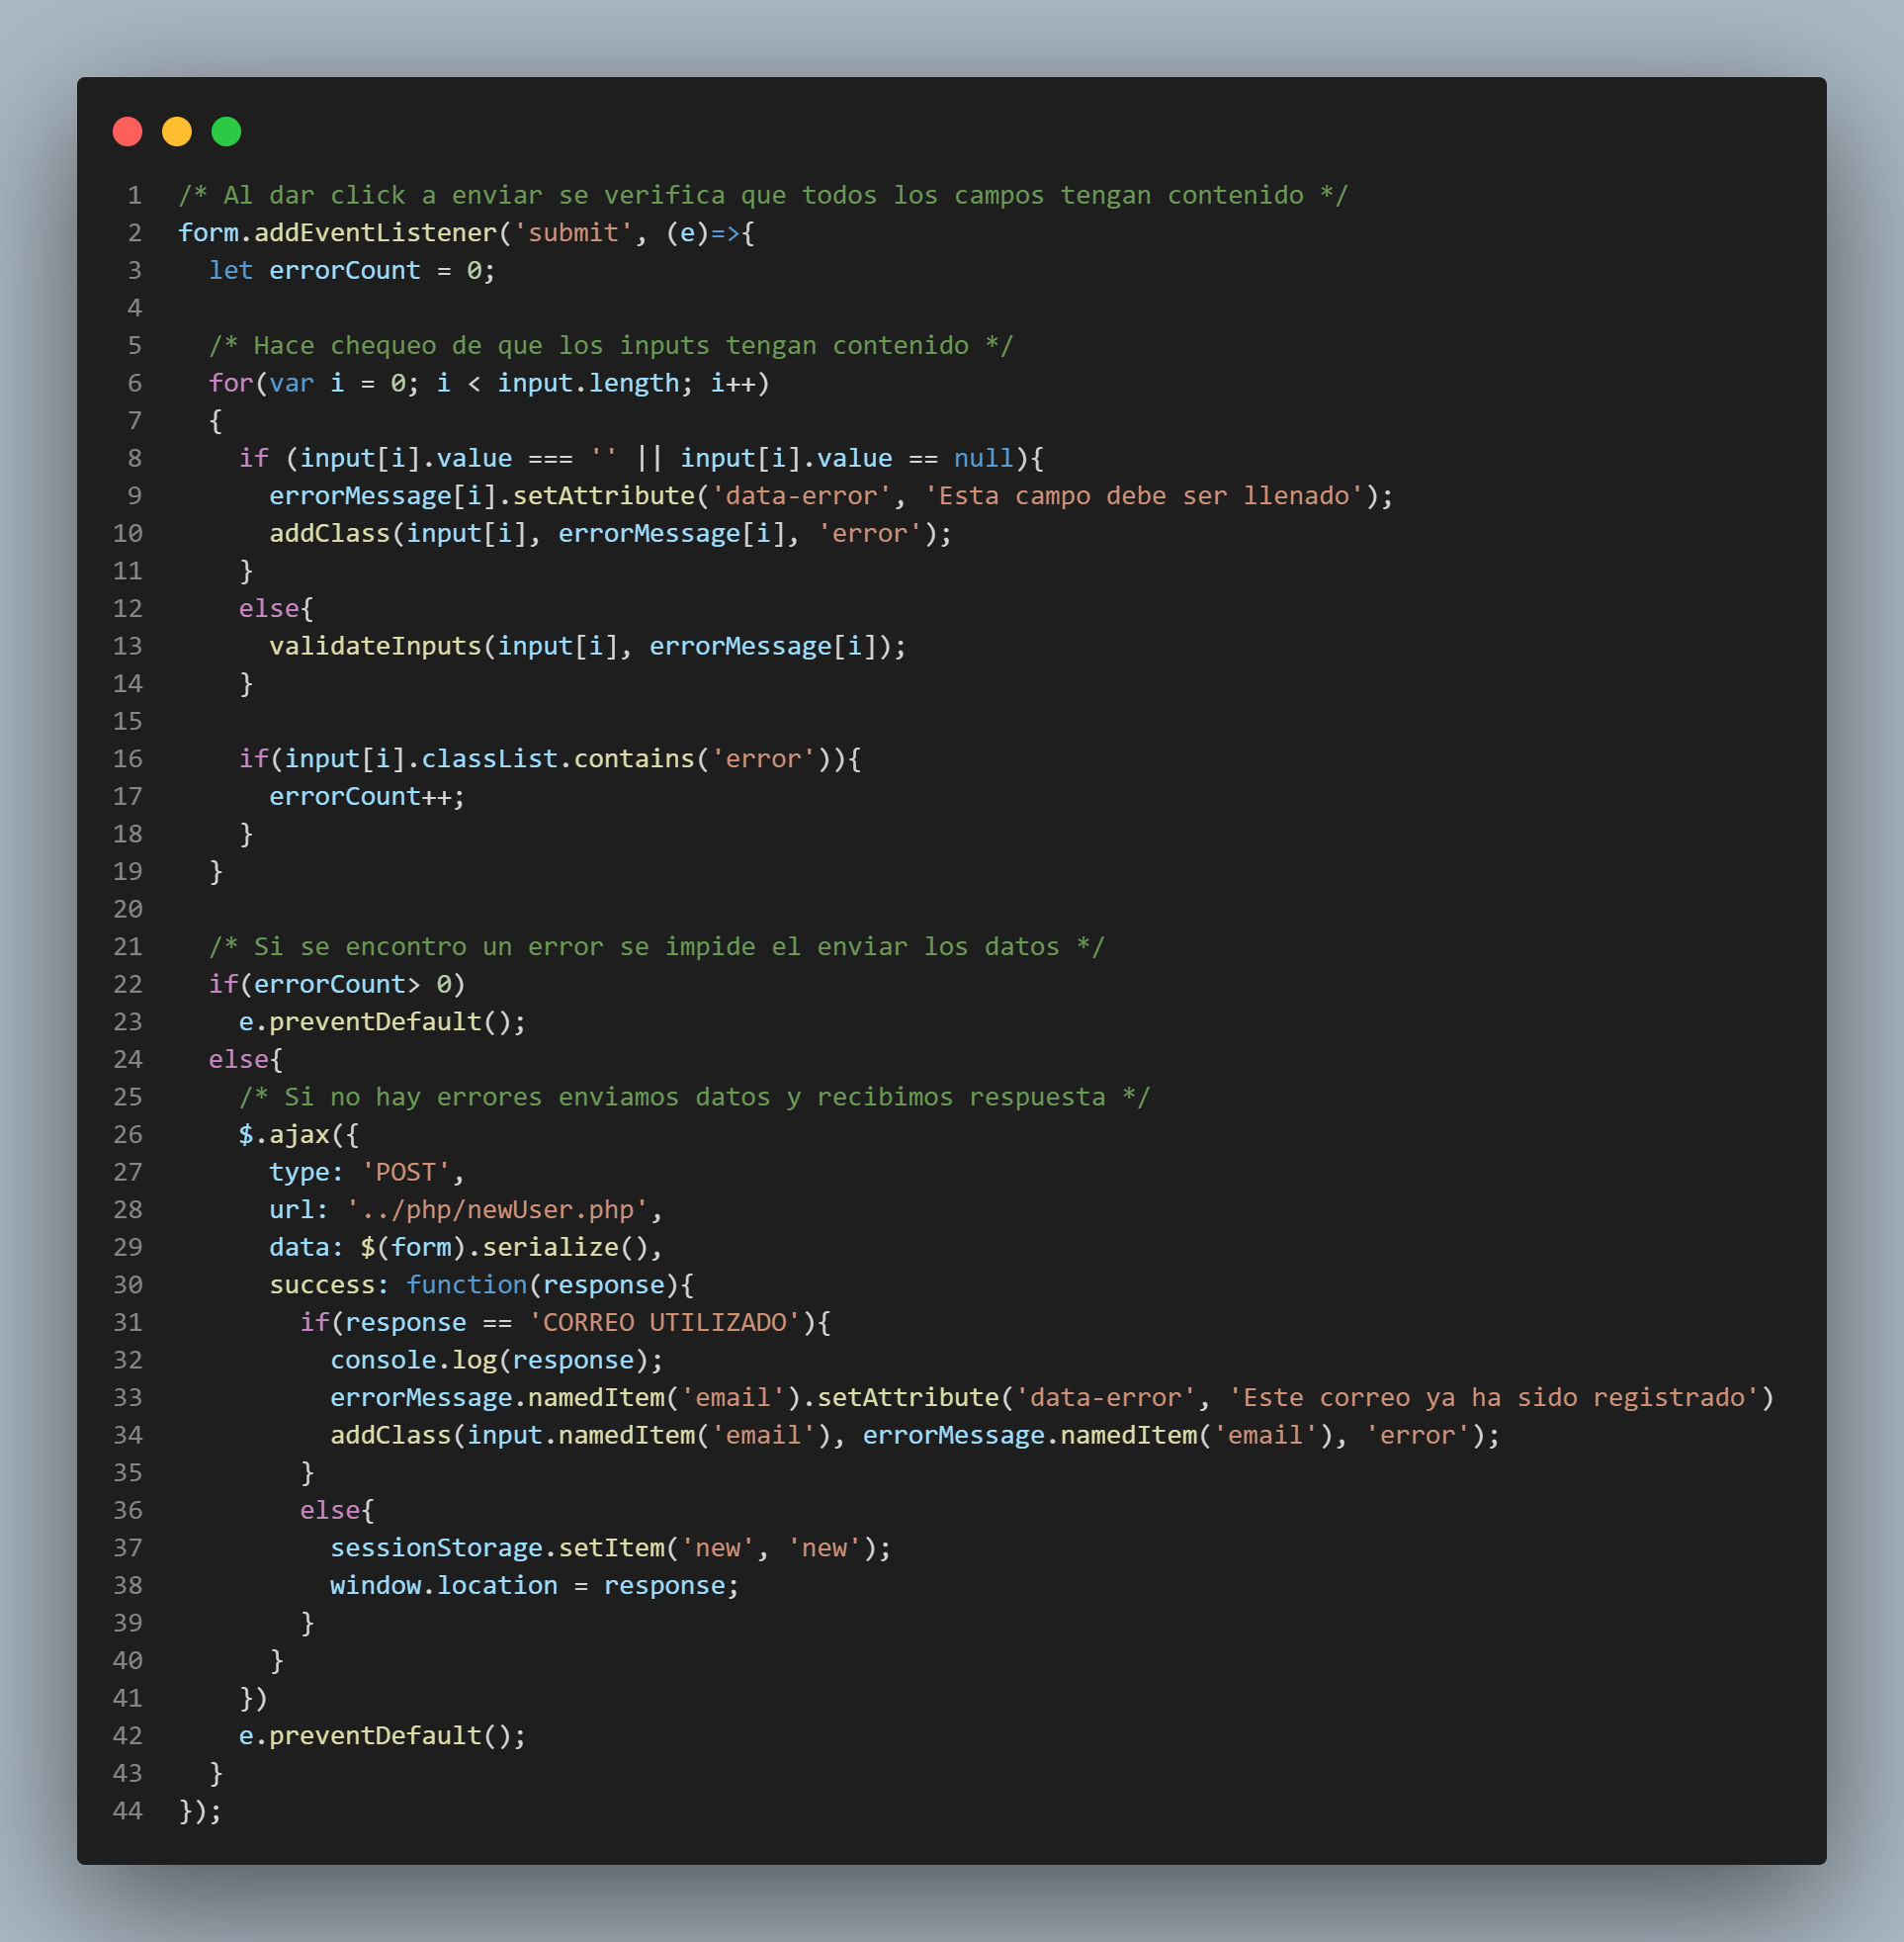 1 /* Al dar click a enviar se verifica que todos los campos tengan contenido */
2 form.addEventListener('submit', (e)=>{
3   let errorCount = 0;
4
5   /* Hace chequeo de que los inputs tengan contenido */
6   for(var i = 0; i < input.length; i++)
7   {
8     if (input[i].value === '' || input[i].value == null){
9       errorMessage[i].setAttribute('data-error', 'Esta campo debe ser llenado');
10       addClass(input[i], errorMessage[i], 'error');
11     }
12     else{
13       validateInputs(input[i], errorMessage[i]);
14     }
15
16     if(input[i].classList.contains('error')){
17       errorCount++;
18     }
19   }
20
21   /* Si se encontro un error se impide el enviar los datos */
22   if(errorCount> 0)
23     e.preventDefault();
24   else{
25     /* Si no hay errores enviamos datos y recibimos respuesta */
26     $.ajax({
27       type: 'POST',
28       url: '../php/newUser.php',
29       data: $(form).serialize(),
30       success: function(response){
31         if(response == 'CORREO UTILIZADO'){
32           console.log(response);
33           errorMessage.namedItem('email').setAttribute('data-error', 'Este correo ya ha sido registrado')
34           addClass(input.namedItem('email'), errorMessage.namedItem('email'), 'error');
35         }
36         else{
37           sessionStorage.setItem('new', 'new');
38           window.location = response;
39         }
40       }
41     })
42     e.preventDefault();
43   }
44 });